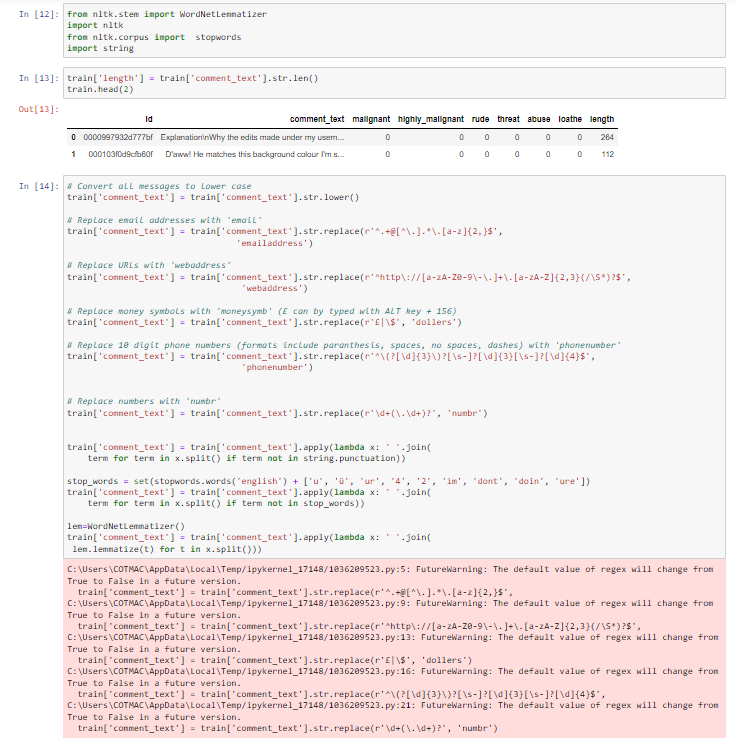 In [12]: from nltk.stem import WordNetLemmatizer
import nltk
from nltk.corpus import  stopwords
import string
In [13]: train['length'] = train['comment_text'].str.len()
train.head(2)
Out[13]:
id comment_text malignant highly_malignant rude threat abuse loathe length
0 0000997932d777bf Explanation\nWhy the edits made under my usern... 0 0 0 0 0 0 264
1 000103f0d9cfb60f D'aww! He matches this background colour I'm s... 0 0 0 0 0 0 112
In [14]: # Convert all messages to lower case
train['comment_text'] = train['comment_text'].str.lower()
# Replace email addresses with 'email'
train['comment_text'] = train['comment_text'].str.replace(r'^.+@[^\.].*\.[a-z]{2,}$',
'emailaddress')
# Replace URLs with 'webaddress'
train['comment_text'] = train['comment_text'].str.replace(r'^http\://[a-zA-Z0-9\-\.]+\.[a-zA-Z]{2,3}(/\S*)?$',
'webaddress')
# Replace money symbols with 'moneysymb' (£ can by typed with ALT key + 156)
train['comment_text'] = train['comment_text'].str.replace(r'£|\$', 'dollers')
# Replace 10 digit phone numbers (formats include paranthesis, spaces, no spaces, dashes) with 'phonenumber'
train['comment_text'] = train['comment_text'].str.replace(r'^\(?[\d]{3}\)?[\s-]?[\d]{3}[\s-]?[\d]{4}$',
'phonenumber')
# Replace numbers with 'numbr'
train['comment_text'] = train['comment_text'].str.replace(r'\d+(\.\d+)?', 'numbr')
train['comment_text'] = train['comment_text'].apply(lambda x: ' '.join(
term for term in x.split() if term not in string.punctuation))
stop_words = set(stopwords.words('english') + ['u', 'ü', 'ur', '4', '2', 'im', 'dont', 'doin', 'ure'])
train['comment_text'] = train['comment_text'].apply(lambda x: ' '.join(
term for term in x.split() if term not in stop_words))
lem=WordNetLemmatizer()
train['comment_text'] = train['comment_text'].apply(lambda x: ' '.join(
lem.lemmatize(t) for t in x.split()))
C:\Users\COTMAC\AppData\Local\Temp/ipykernel_17148/1036209523.py:5: FutureWarning: The default value of regex will change from
True to False in a future version.
train['comment_text'] = train['comment_text'].str.replace(r'^.+@[^\.].*\.[a-z]{2,}$',
C:\Users\COTMAC\AppData\Local\Temp/ipykernel_17148/1036209523.py:9: FutureWarning: The default value of regex will change from
True to False in a future version.
train['comment_text'] = train['comment_text'].str.replace(r'^http\://[a-zA-Z0-9\-\.]+\.[a-zA-Z]{2,3}(/\S*)?$',
C:\Users\COTMAC\AppData\Local\Temp/ipykernel_17148/1036209523.py:13: FutureWarning: The default value of regex will change from
True to False in a future version.
train['comment_text'] = train['comment_text'].str.replace(r'£|\$', 'dollers')
C:\Users\COTMAC\AppData\Local\Temp/ipykernel_17148/1036209523.py:16: FutureWarning: The default value of regex will change from
True to False in a future version.
train['comment_text'] = train['comment_text'].str.replace(r'^\(?[\d]{3}\)?[\s-]?[\d]{3}[\s-]?[\d]{4}$',
C:\Users\COTMAC\AppData\Local\Temp/ipykernel_17148/1036209523.py:21: FutureWarning: The default value of regex will change from
True to False in a future version.
train['comment_text'] = train['comment_text'].str.replace(r'\d+(\.\d+)?', 'numbr')